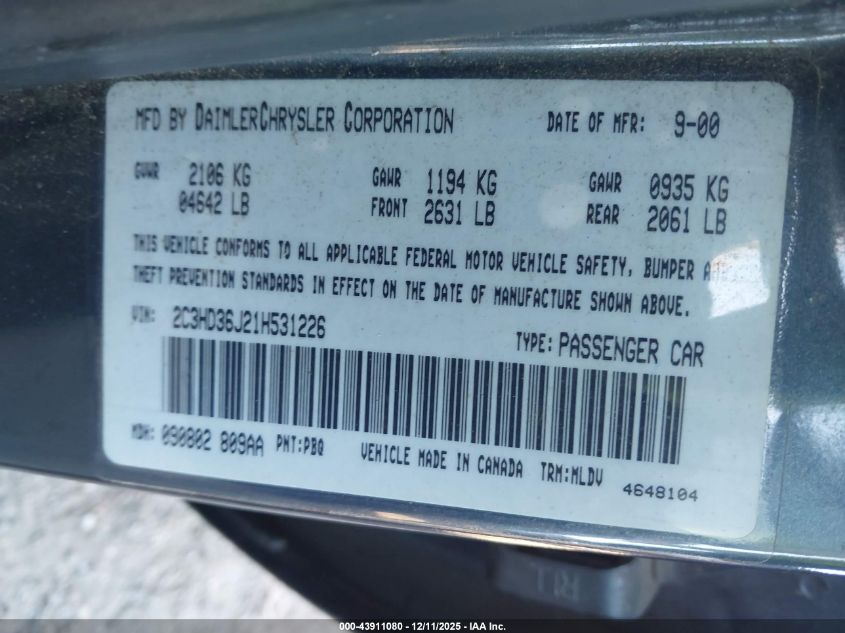 MFD BY DAIMLERCHRYSLER CORPORATION DATE OF MFR: 9-00
GVWR 2106 KG GAWR 1194 KG GAWR 0935 KG
04642 LB FRONT 2631 LB REAR 2061 LB
THIS VEHICLE CONFORMS TO ALL APPLICABLE FEDERAL MOTOR VEHICLE SAFETY, BUMPER
THEFT PREVENTION STANDARDS IN EFFECT ON THE DATE OF MANUFACTURE SHOWN ABOVE.
VIN: 2C3HD36J21H531226 TYPE: PASSENGER CAR
MDH: 090802 809AA PNT:PBQ VEHICLE MADE IN CANADA TRM:MLDV
4648104
000-43911080 - 12/11/2025 - IAA Inc.